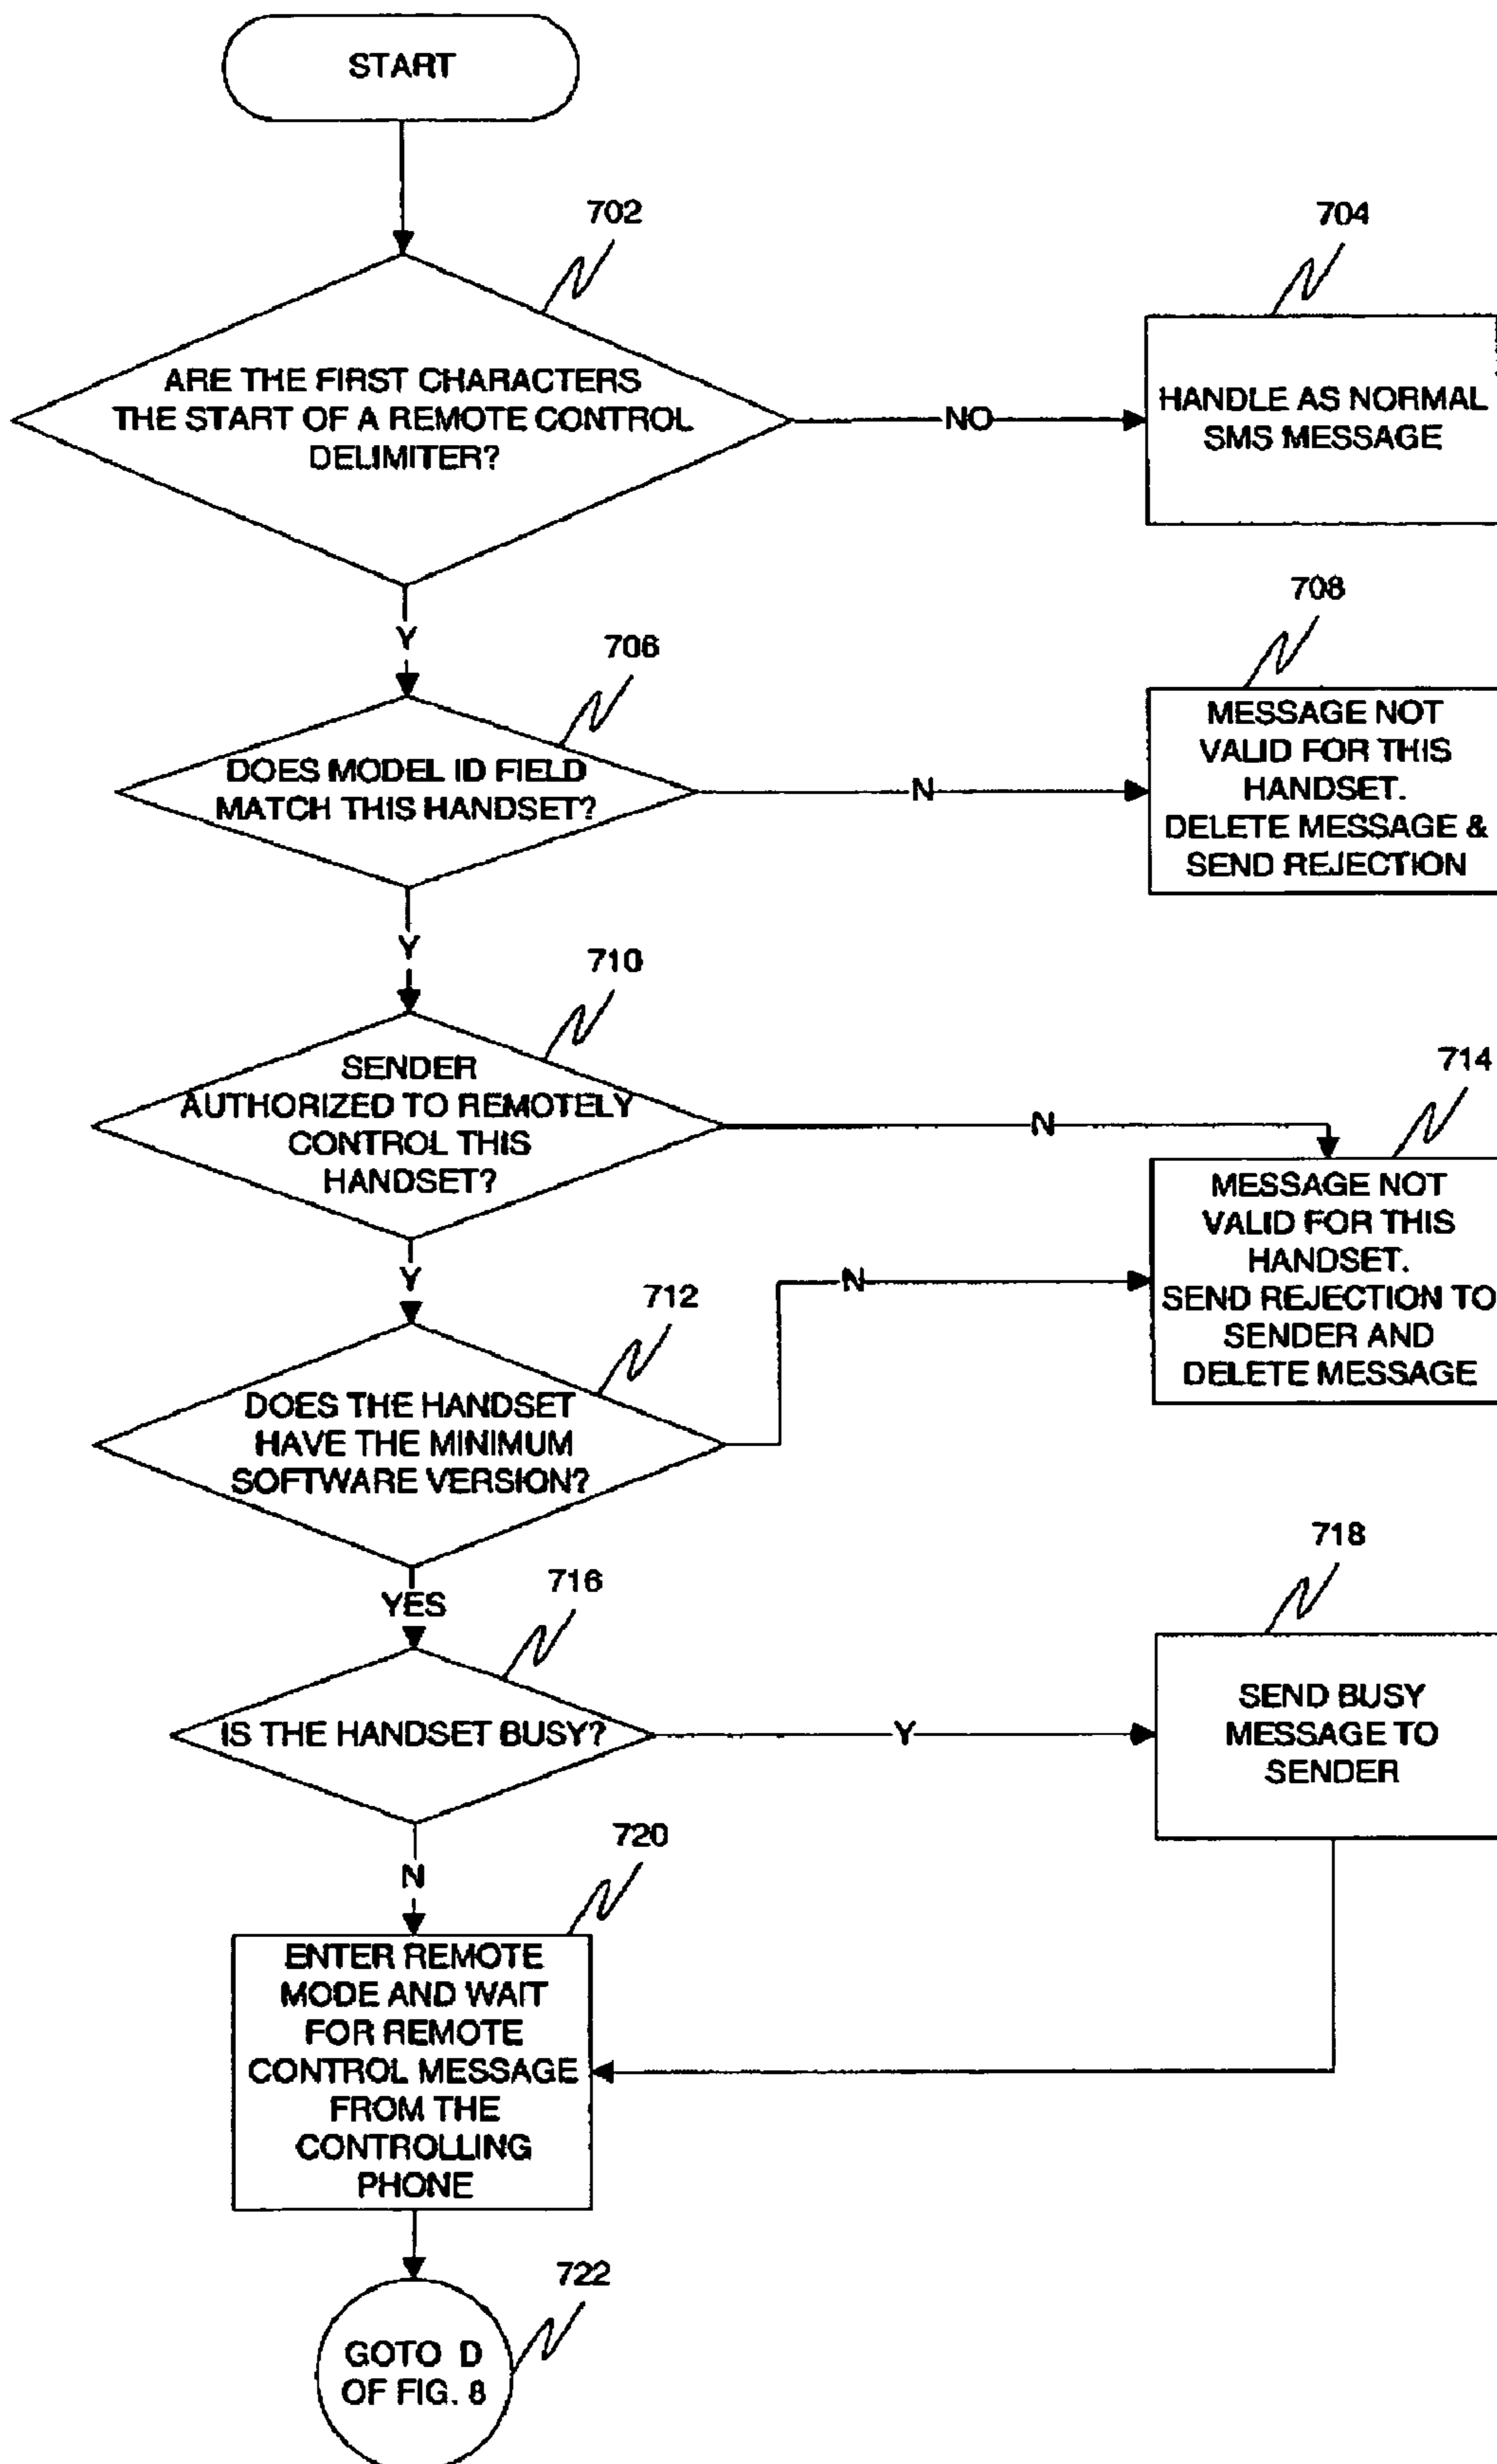 START
702
704
ARE THE FIRST CHARACTERS
THE START OF A REMOTE CONTROL
DELIMITER?
NO
HANDLE AS NORMAL
SMS MESSAGE
Y
706
708
DOES MODEL ID FIELD
MATCH THIS HANDSET?
N
MESSAGE NOT
VALID FOR THIS
HANDSET.
DELETE MESSAGE &
SEND REJECTION
Y
710
714
SENDER
AUTHORIZED TO REMOTELY
CONTROL THIS
HANDSET?
N
MESSAGE NOT
VALID FOR THIS
HANDSET.
SEND REJECTION TO
SENDER AND
DELETE MESSAGE
Y
712
N
DOES THE HANDSET
HAVE THE MINIMUM
SOFTWARE VERSION?
YES
716
718
IS THE HANDSET BUSY?
Y
SEND BUSY
MESSAGE TO
SENDER
N
720
ENTER REMOTE
MODE AND WAIT
FOR REMOTE
CONTROL MESSAGE
FROM THE
CONTROLLING
PHONE
722
GOTO D
OF FIG. 8